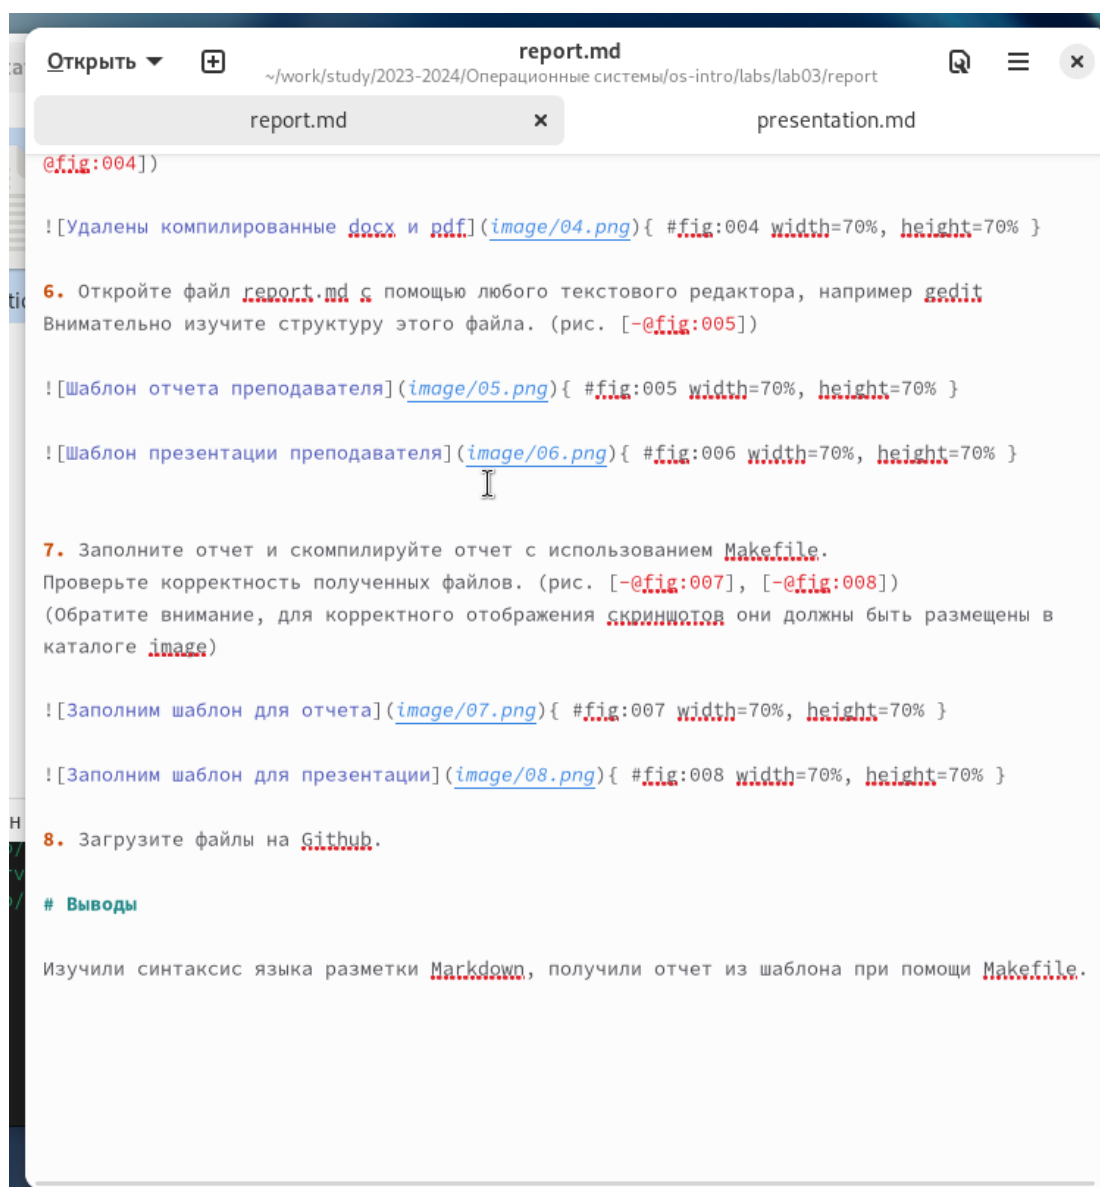 Открыть
report.md
~/work/study/2023-2024/Операционные системы/os-intro/labs/lab03/report
report.md
presentation.md
@fig:004])
![Удалены компилированные docx и pdf](image/04.png){ #fig:004 width=70%, height=70% }
6. Откройте файл report.md с помощью любого текстового редактора, например gedit
Внимательно изучите структуру этого файла. (рис. [-@fig:005])
![Шаблон отчета преподавателя](image/05.png){ #fig:005 width=70%, height=70% }
![Шаблон презентации преподавателя](image/06.png){ #fig:006 width=70%, height=70% }
7. Заполните отчет и скомпилируйте отчет с использованием Makefile.
Проверьте корректность полученных файлов. (рис. [-@fig:007], [-@fig:008])
(Обратите внимание, для корректного отображения скриншотов они должны быть размещены в
каталоге image)
![Заполним шаблон для отчета](image/07.png){ #fig:007 width=70%, height=70% }
![Заполним шаблон для презентации](image/08.png){ #fig:008 width=70%, height=70% }
8. Загрузите файлы на Github.
# Выводы
Изучили синтаксис языка разметки Markdown, получили отчет из шаблона при помощи Makefile.